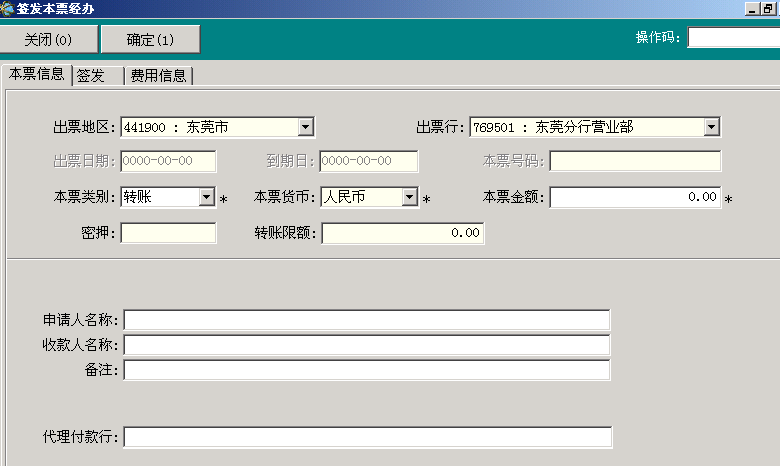 签发本票经办
关闭(0) 确定(1) 操作码:
本票信息 签发 费用信息
出票地区: 441900 : 东莞市 出票行: 769501 : 东莞分行营业部
出票日期: 0000-00-00 到期日: 0000-00-00 本票号码:
本票类别: 转账 * 本票货币: 人民币 * 本票金额: 0.00 *
密押: 转账限额: 0.00
申请人名称:
收款人名称:
备注:
代理付款行: